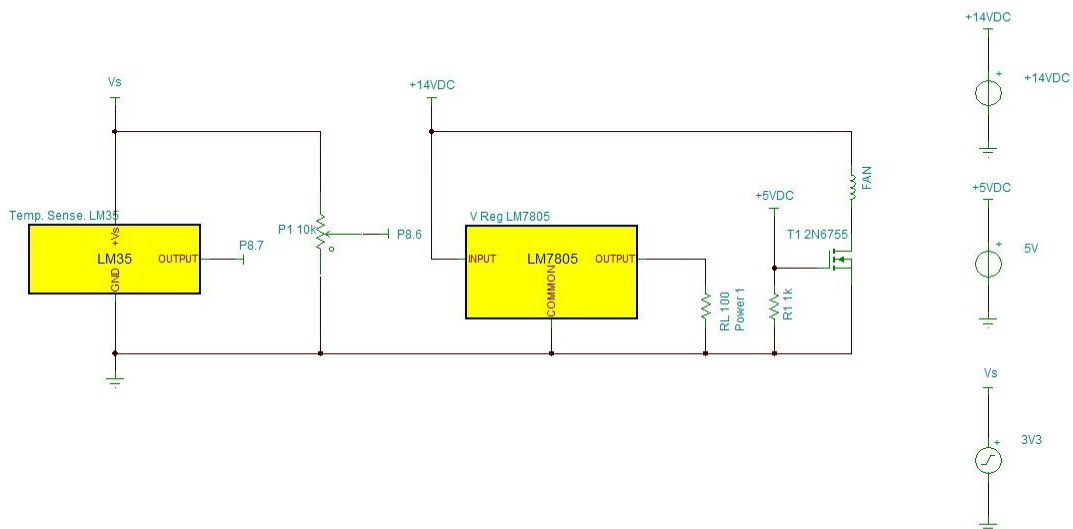 Vs
Temp. Sense. LM35
+Vs
LM35
OUTPUT
GND
P8.7
P1 10k
P8.6
+14VDC
V Reg LM7805
INPUT
LM7805
OUTPUT
COMMON
RL 100
Power 1
+5VDC
R1 1k
T1 2N6755
FAN
+14VDC
+
+14VDC
+5VDC
+
5V
Vs
+
3V3